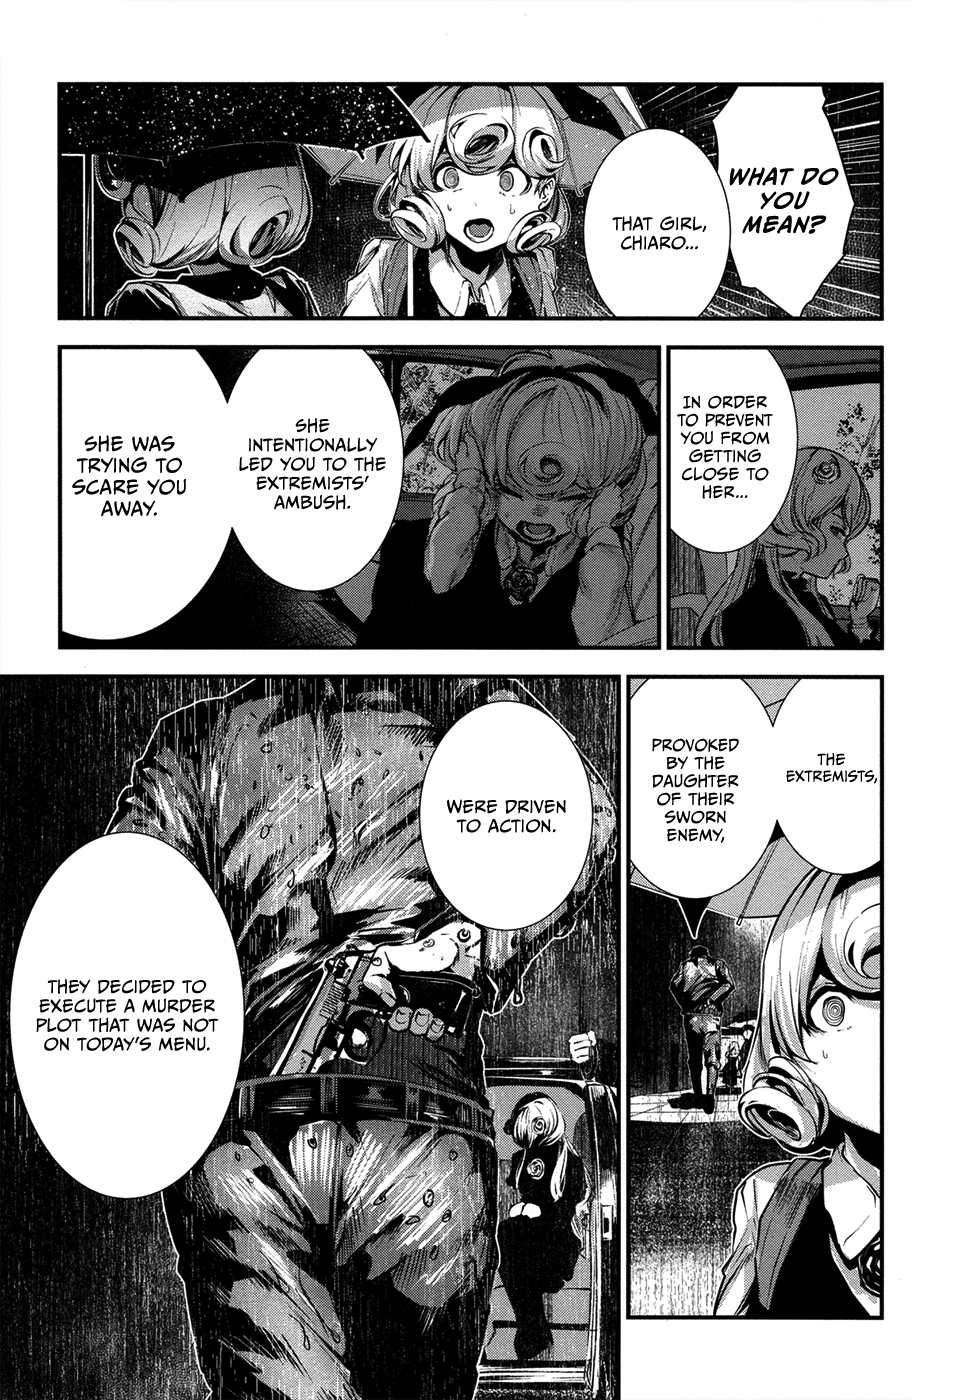 WHAT DO
YOU
MEAN?
THAT GIRL,
CHIARO...
IN ORDER
TO PREVENT
YOU FROM
GETTING
CLOSE TO
HER...
SHE
INTENTIONALLY
LED YOU TO THE
EXTREMISTS'
AMBUSH.
SHE WAS
TRYING TO
SCARE YOU
AWAY.
THE
EXTREMISTS,
PROVOKED
BY THE
DAUGHTER
OF THEIR
SWORN
ENEMY,
WERE DRIVEN
TO ACTION.
THEY DECIDED TO
EXECUTE A MURDER
PLOT THAT WAS NOT
ON TODAY'S MENU.